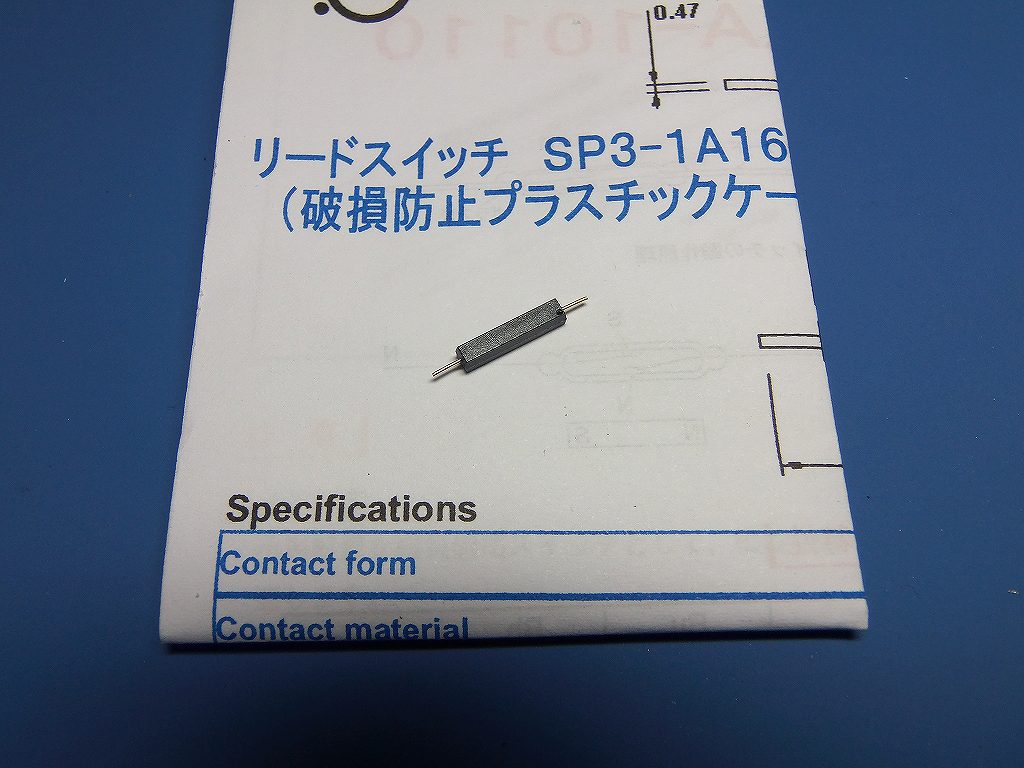 0.47
リードスイッチ SP3-1A16
(破損防止プラスチックケー
Specifications
Contact form
Contact material